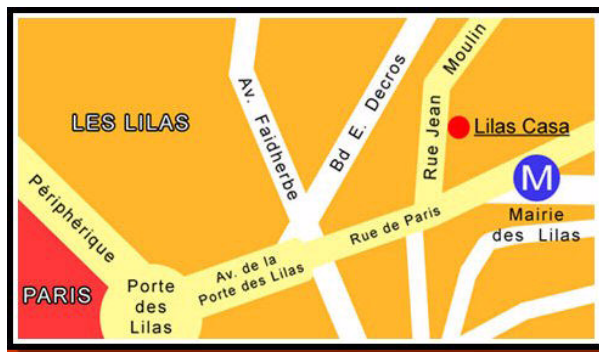 LES LILAS
Av. Faidherbe
Bd E. Decros
Rue Jean Moulin
Lilas Casa
M
Mairie
des Lilas
Périphérique
Rue de Paris
Av. de la
Porte des Lilas
PARIS
Porte
des
Lilas